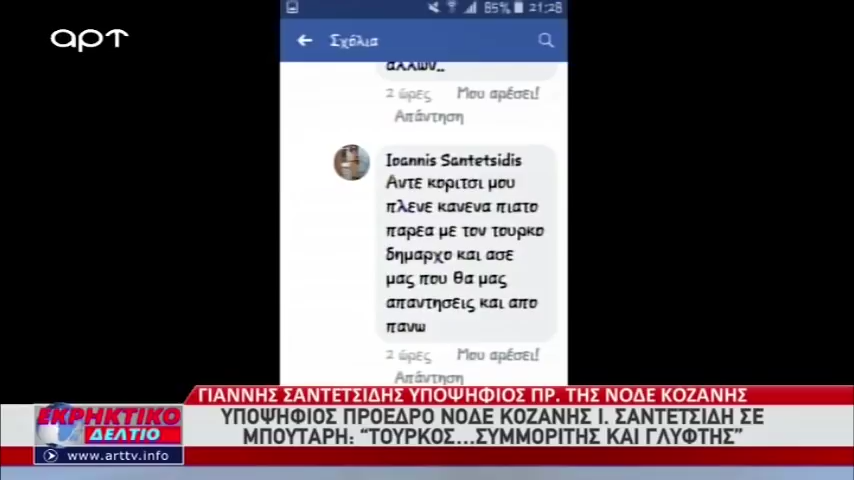 85% 21:28
αρτ
Σχόλια
άλλων..
2 ώρες Μου αρέσει!
Απάντηση
Ioannis Santetsidis
Αντε κοριτσι μου
πλενε κανενα πιατο
παρεα με τον τουρκο
δημαρχο και ασε
μας που θα μας
απαντησεις και απο
πανω
2 ώρες Μου αρέσει!
Απάντηση
ΓΙΑΝΝΗΣ ΣΑΝΤΕΤΣΙΔΗΣ ΥΠΟΨΗΦΙΟΣ ΠΡ. ΤΗΣ ΝΟΔΕ ΚΟΖΑΝΗΣ
ΕΚΡΗΚΤΙΚΟ
ΔΕΛΤΙΟ
www.arttv.info
ΥΠΟΨΗΦΙΟΣ ΠΡΟΕΔΡΟ ΝΟΔΕ ΚΟΖΑΝΗΣ Ι. ΣΑΝΤΕΤΣΙΔΗ ΣΕ
ΜΠΟΥΤΑΡΗ: “ΤΟΥΡΚΟΣ...ΣΥΜΜΟΡΙΤΗΣ ΚΑΙ ΓΛΥΦΤΗΣ”